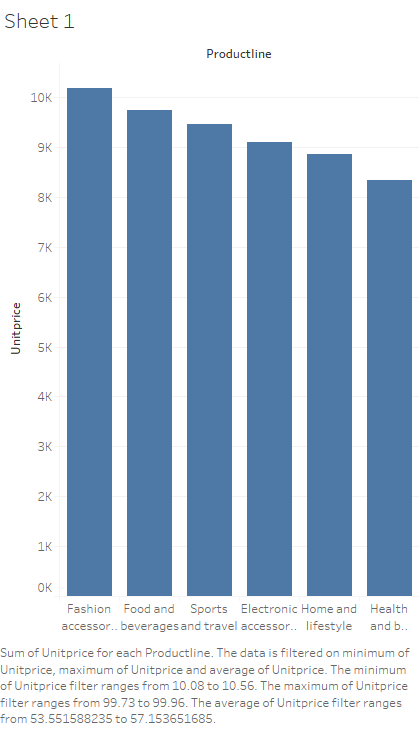 Sheet 1
Productline
Unitprice
10K
9K
8K
7K
6K
5K
4K
3K
2K
1K
0K
Fashion accessor..
Food and beverages
Sports and travel
Electronic accessor..
Home and lifestyle
Health and b..
Sum of Unitprice for each Productline. The data is filtered on minimum of
Unitprice, maximum of Unitprice and average of Unitprice. The minimum
of Unitprice filter ranges from 10.08 to 10.56. The maximum of Unitprice
filter ranges from 99.73 to 99.96. The average of Unitprice filter ranges
from 53.551588235 to 57.153651685.